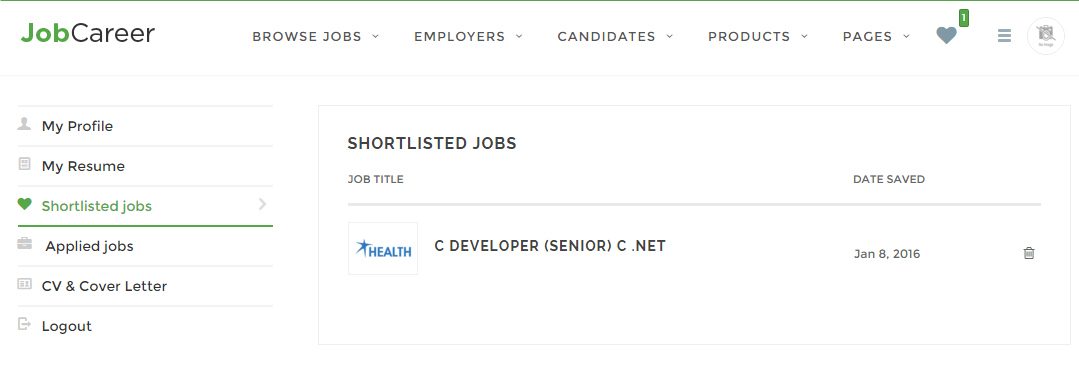 JobCareer
BROWSE JOBS EMPLOYERS CANDIDATES PRODUCTS PAGES 1
No Image
My Profile
My Resume
Shortlisted jobs
Applied jobs
CV & Cover Letter
Logout
SHORTLISTED JOBS
JOB TITLE DATE SAVED
HEALTH C DEVELOPER (SENIOR) C .NET Jan 8, 2016